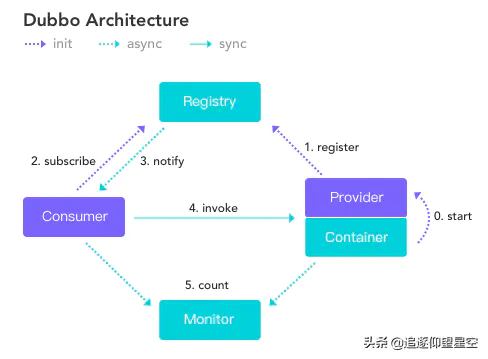 Dubbo Architecture
init
async
sync
Registry
1. register
2. subscribe
3. notify
Provider
Consumer
4. invoke
0. start
Container
5. count
Monitor
头条 @追逐仰望星空